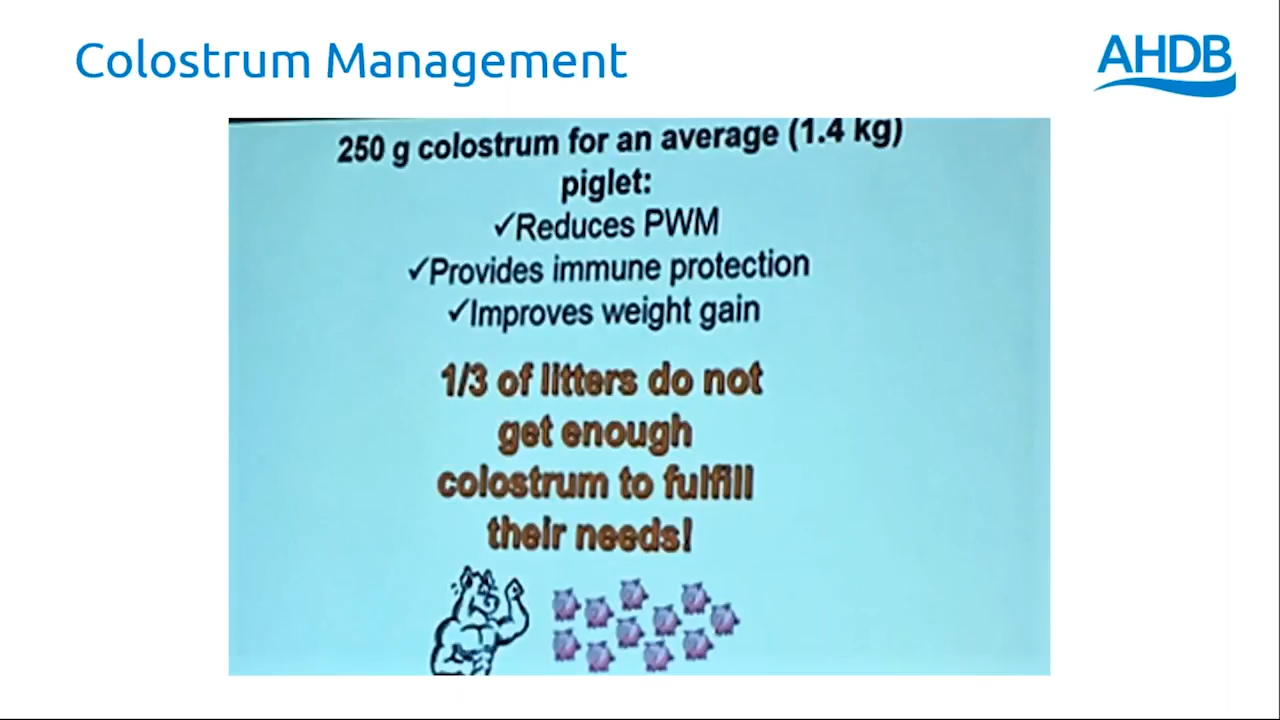 Colostrum Management
AHDB
250 g colostrum for an average (1.4 kg)
piglet:
✓Reduces PWM
✓Provides immune protection
✓Improves weight gain
1/3 of litters do not
get enough
colostrum to fulfill
their needs!